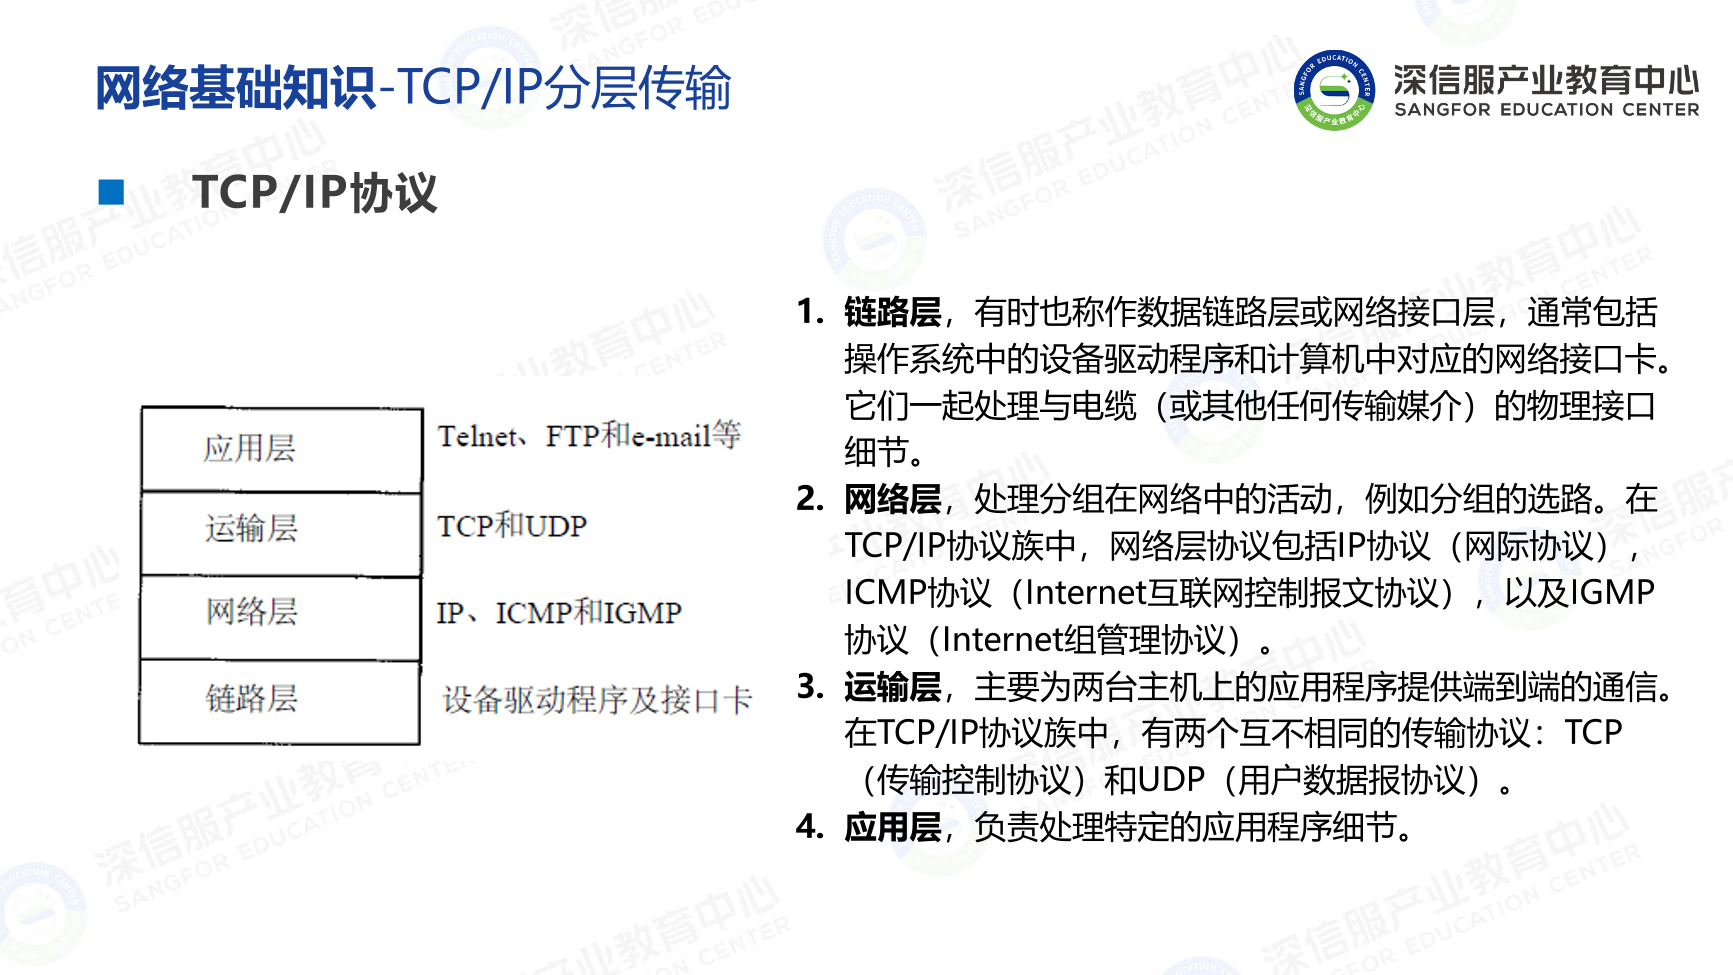 网络基础知识-TCP/IP分层传输
深信服产业教育中心
SANGFOR EDUCATION CENTER
TCP/IP协议
应用层
Telnet、FTP和e-mail等
运输层
TCP和UDP
网络层
IP、ICMP和IGMP
链路层
设备驱动程序及接口卡
1. 链路层，有时也称作数据链路层或网络接口层，通常包括
操作系统中的设备驱动程序和计算机中对应的网络接口卡。
它们一起处理与电缆（或其他任何传输媒介）的物理接口
细节。
2. 网络层，处理分组在网络中的活动，例如分组的选路。在
TCP/IP协议族中，网络层协议包括IP协议（网际协议），
ICMP协议（Internet互联网控制报文协议），以及IGMP
协议（Internet组管理协议）。
3. 运输层，主要为两台主机上的应用程序提供端到端的通信。
在TCP/IP协议族中，有两个互不相同的传输协议：TCP
（传输控制协议）和UDP（用户数据报协议）。
4. 应用层，负责处理特定的应用程序细节。